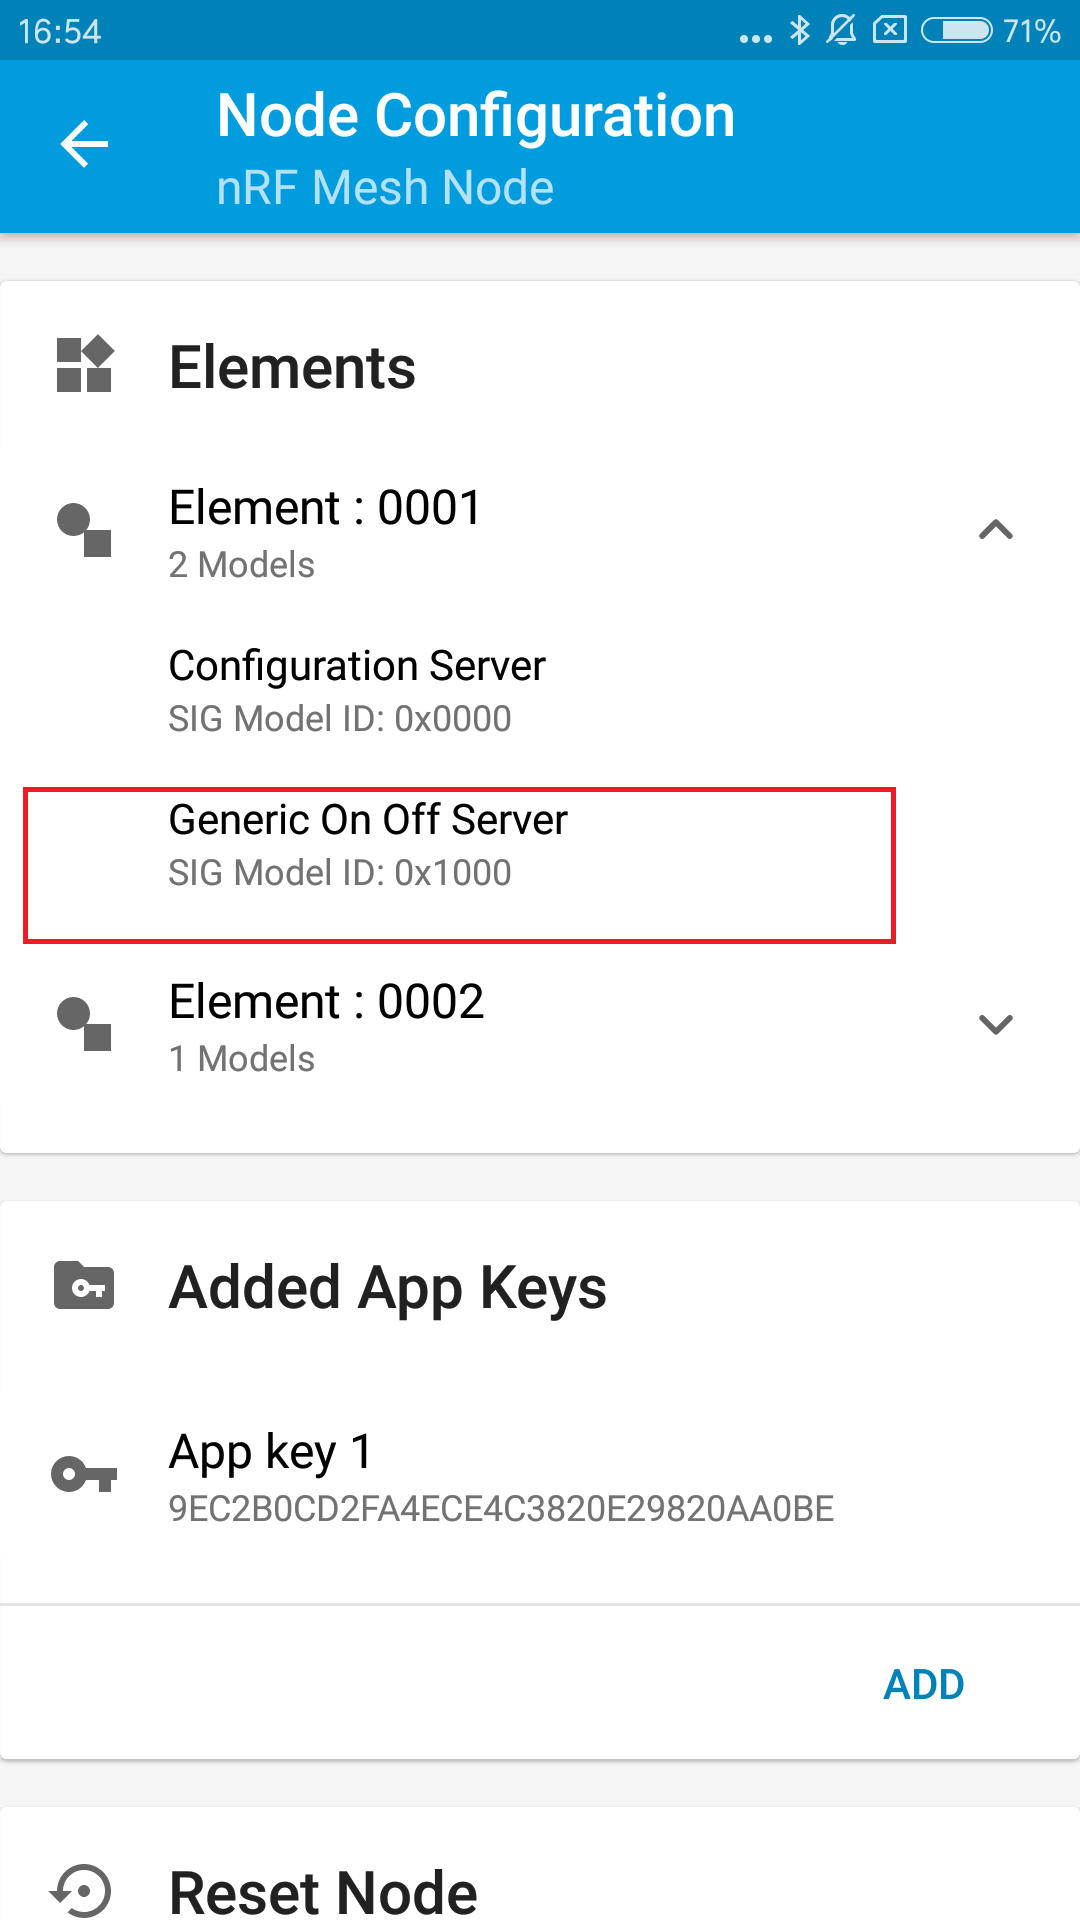 16:54
71%
Node Configuration
nRF Mesh Node
Elements
Element : 0001
2 Models
Configuration Server
SIG Model ID: 0x0000
Generic On Off Server
SIG Model ID: 0x1000
Element : 0002
1 Models
Added App Keys
App key 1
9EC2B0CD2FA4ECE4C3820E29820AA0BE
ADD
Reset Node